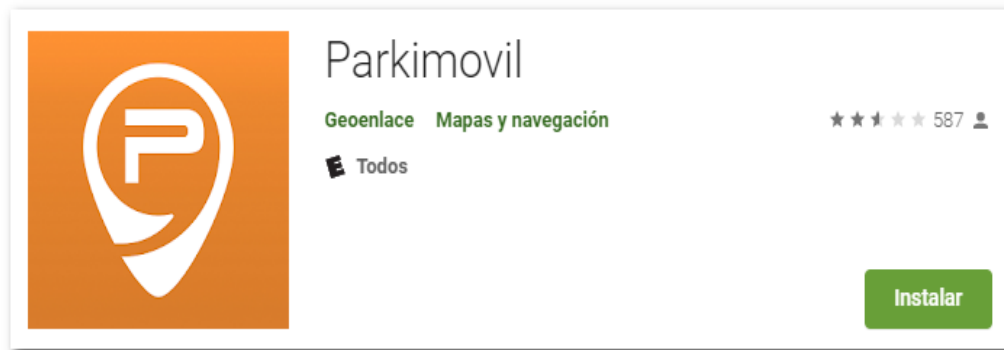 Parkimovil
Geoenlace Mapas y navegación 587
E Todos
P
Instalar